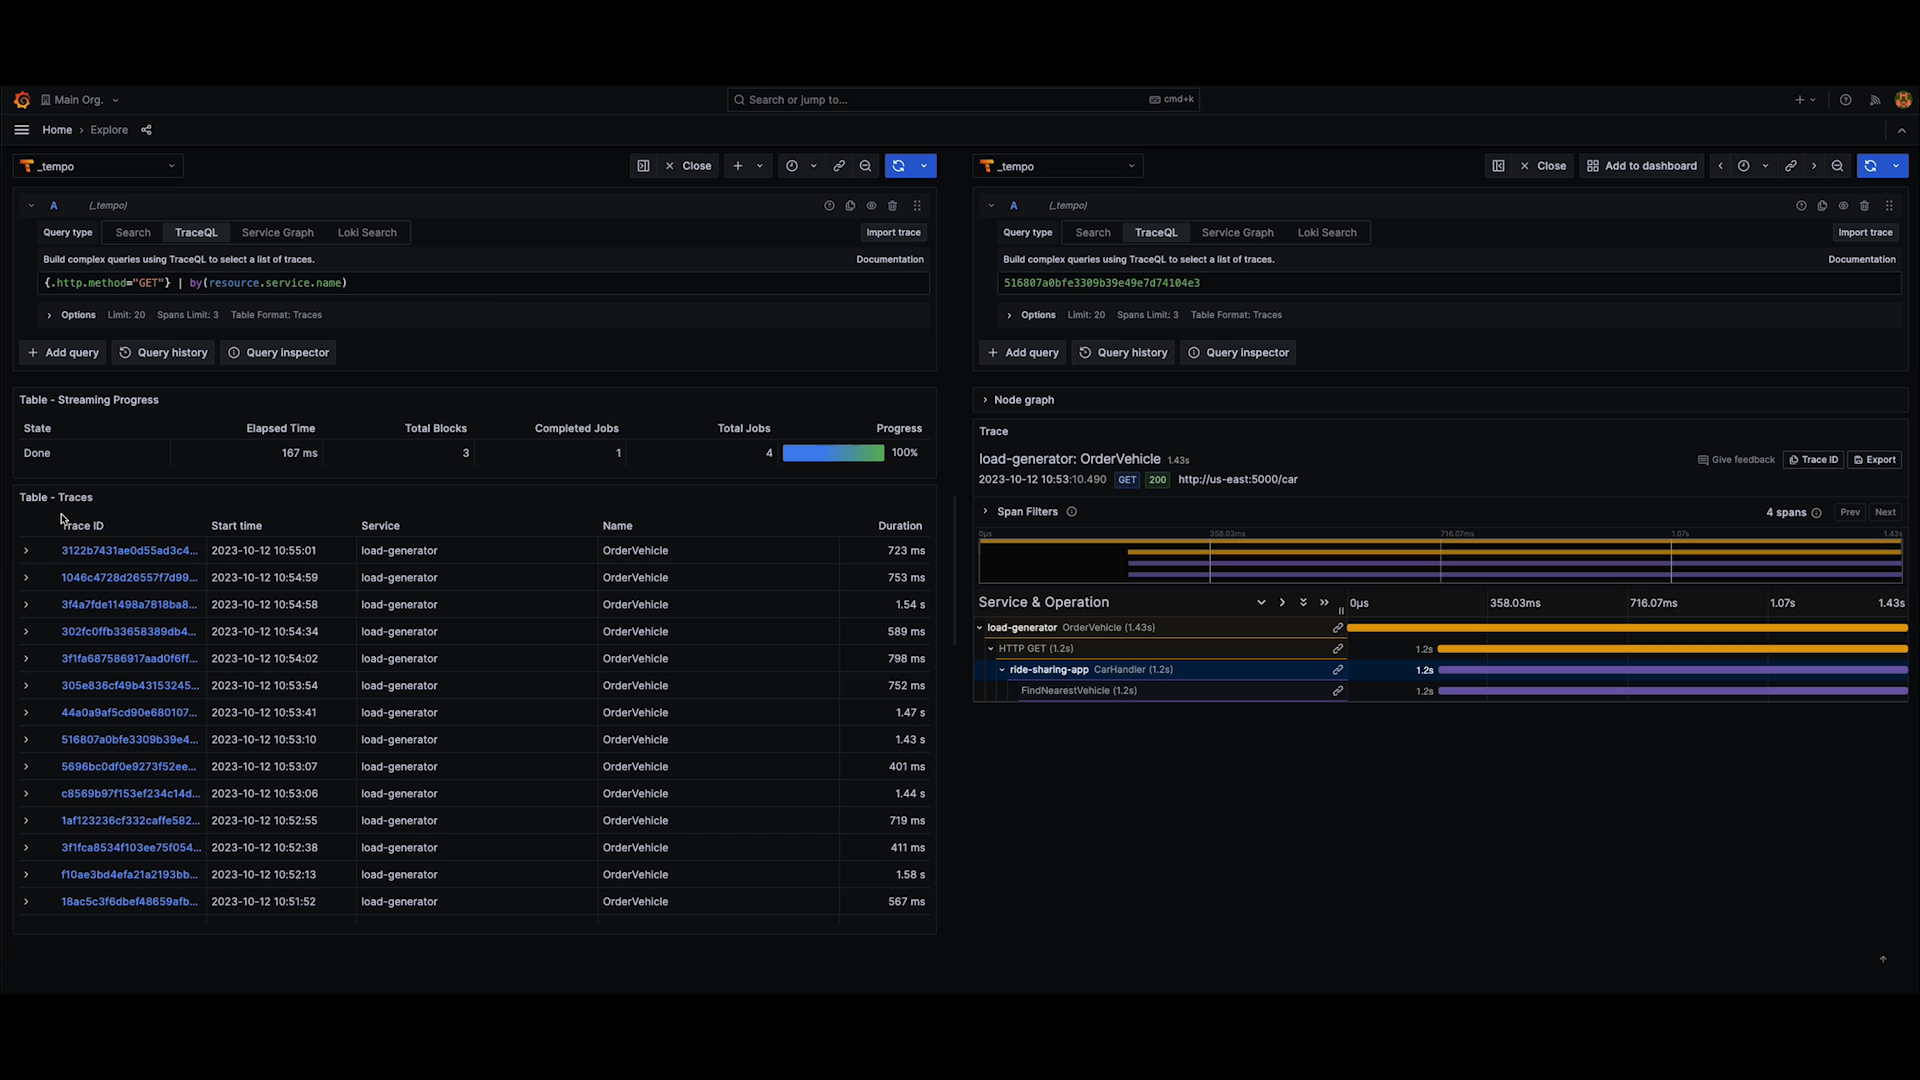 Main Org.
Search or jump to...
cmd+k
Home › Explore
_tempo
Close
A (_tempo)
Query type Search TraceQL Service Graph Loki Search Import trace
Build complex queries using TraceQL to select a list of traces. Documentation
{.http.method="GET"} | by(resource.service.name)
Options Limit: 20 Spans Limit: 3 Table Format: Traces
Add query Query history Query inspector
Table - Streaming Progress
State Elapsed Time Total Blocks Completed Jobs Total Jobs Progress
Done 167 ms 3 1 4 100%
Table - Traces
Trace ID Start time Service Name Duration
3122b7431ae0d55ad3c4... 2023-10-12 10:55:01 load-generator OrderVehicle 723 ms
1046c4728d26557f7d99... 2023-10-12 10:54:59 load-generator OrderVehicle 753 ms
3f4a7fde11498a7818ba8... 2023-10-12 10:54:58 load-generator OrderVehicle 1.54 s
302fc0ffb33658389db4... 2023-10-12 10:54:34 load-generator OrderVehicle 589 ms
3f1fa687586917aad0f6ff... 2023-10-12 10:54:02 load-generator OrderVehicle 798 ms
305e836cf49b43153245... 2023-10-12 10:53:54 load-generator OrderVehicle 752 ms
44a0a9af5cd90e680107... 2023-10-12 10:53:41 load-generator OrderVehicle 1.47 s
516807a0bfe3309b39e4... 2023-10-12 10:53:10 load-generator OrderVehicle 1.43 s
5696bc0df0e9273f52ee... 2023-10-12 10:53:07 load-generator OrderVehicle 401 ms
c8569b97f153ef234c14d... 2023-10-12 10:53:06 load-generator OrderVehicle 1.44 s
1af123236cf332caffe582... 2023-10-12 10:52:55 load-generator OrderVehicle 719 ms
3f1fca8534f103ee75f054... 2023-10-12 10:52:38 load-generator OrderVehicle 411 ms
f10ae3bd4efa21a2193bb... 2023-10-12 10:52:13 load-generator OrderVehicle 1.58 s
18ac5c3f6dbef48659afb... 2023-10-12 10:51:52 load-generator OrderVehicle 567 ms
_tempo
Close Add to dashboard
A (_tempo)
Query type Search TraceQL Service Graph Loki Search Import trace
Build complex queries using TraceQL to select a list of traces. Documentation
516807a0bfe3309b39e49e7d74104e3
Options Limit: 20 Spans Limit: 3 Table Format: Traces
Add query Query history Query inspector
Node graph
Trace
load-generator: OrderVehicle 1.43s Give feedback Trace ID Export
2023-10-12 10:53:10.490 GET 200 http://us-east:5000/car
Span Filters 4 spans Prev Next
0μs 358.03ms 716.07ms 1.07s 1.43s
Service & Operation 0μs 358.03ms 716.07ms 1.07s 1.43s
load-generator OrderVehicle (1.43s)
HTTP GET (1.2s) 1.2s
ride-sharing-app CarHandler (1.2s) 1.2s
FindNearestVehicle (1.2s) 1.2s